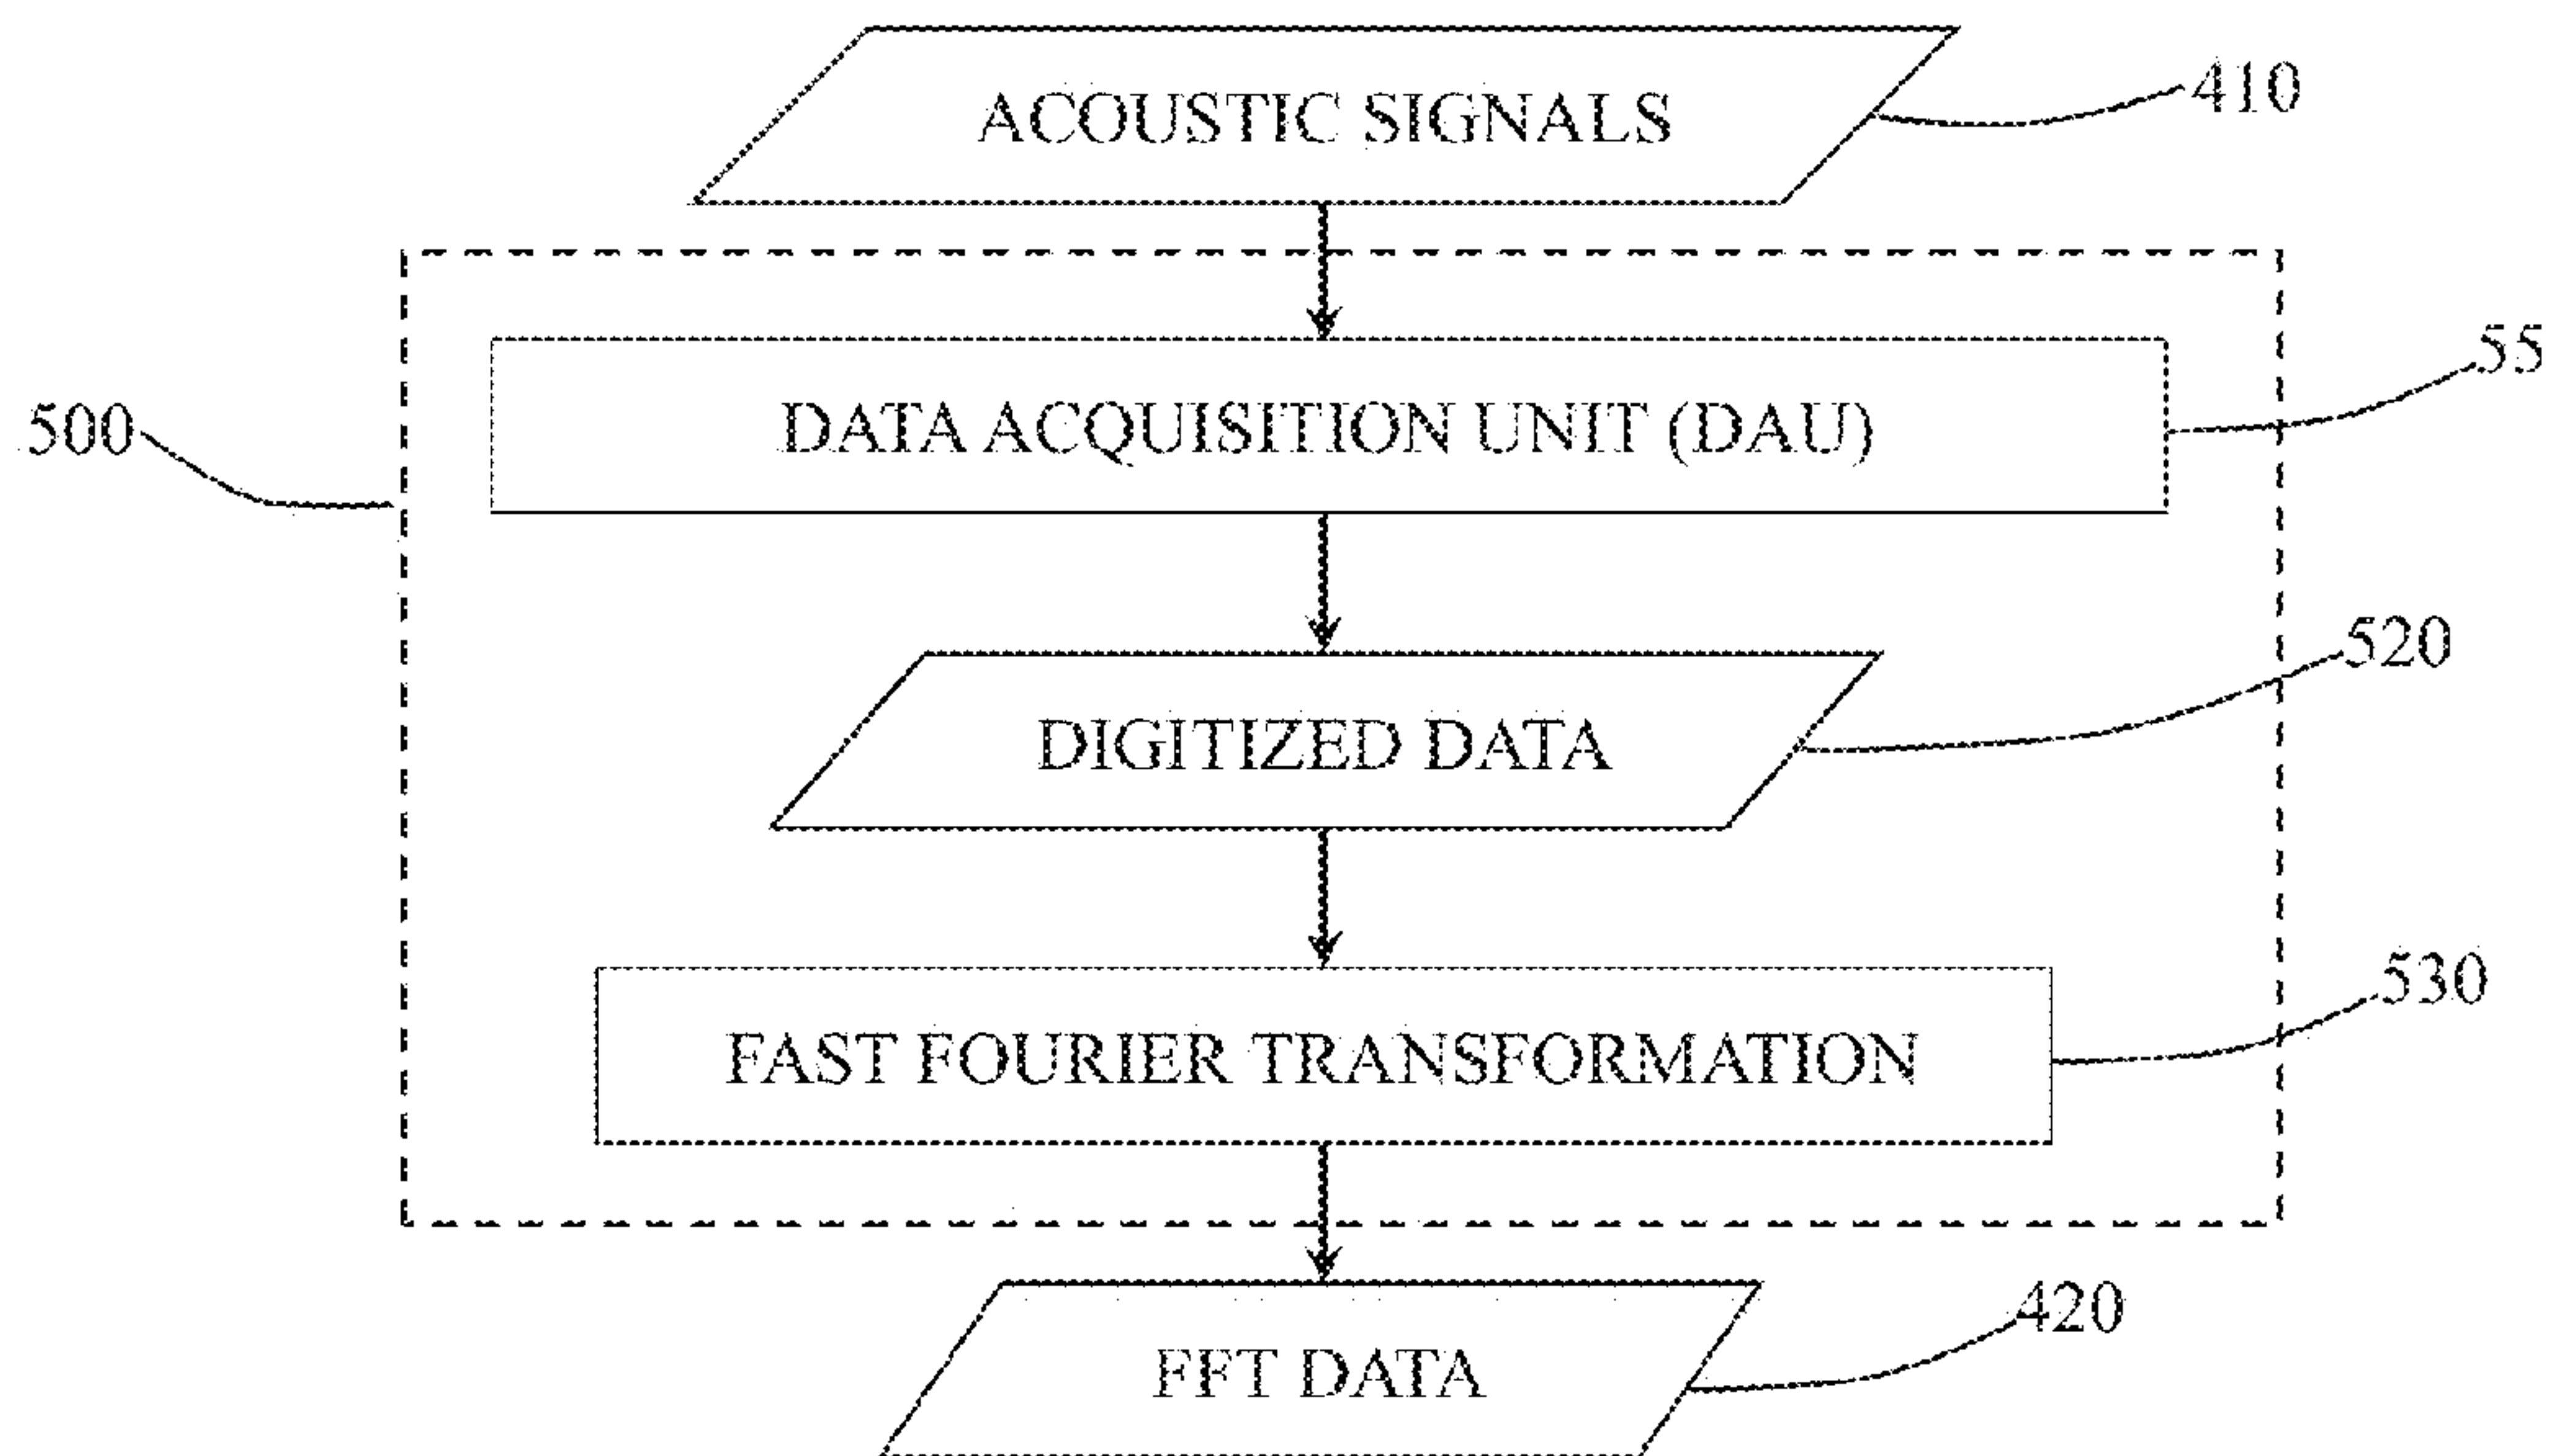 ACOUSTIC SIGNALS
410
DATA ACQUISITION UNIT (DAU)
55
500
DIGITIZED DATA
520
FAST FOURIER TRANSFORMATION
530
FFT DATA
420